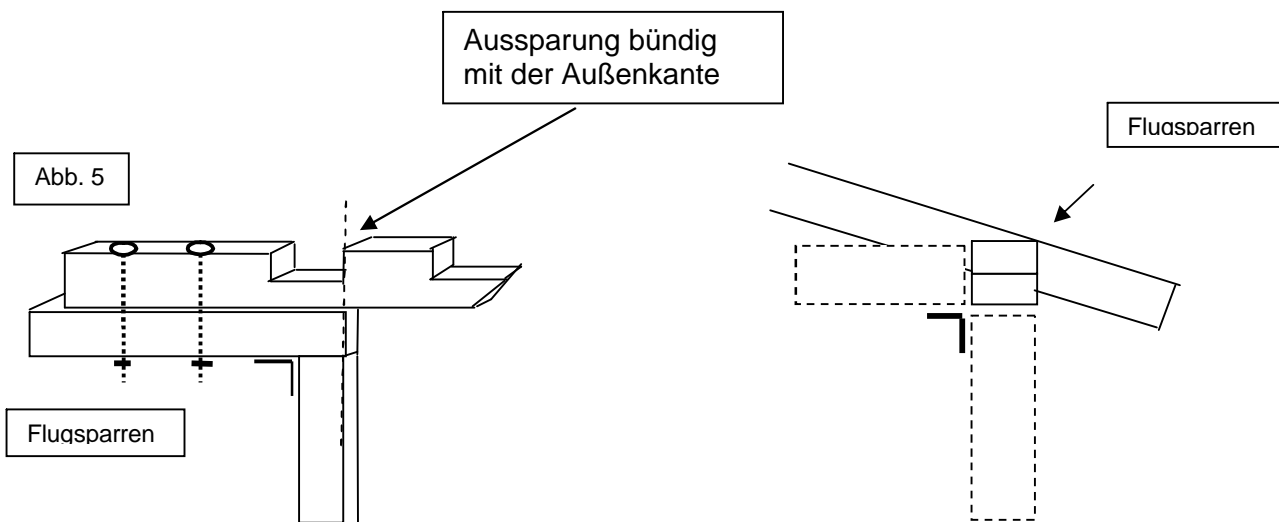 Aussparung bündig
mit der Außenkante
Flugsparren
Abb. 5
Flugsparren